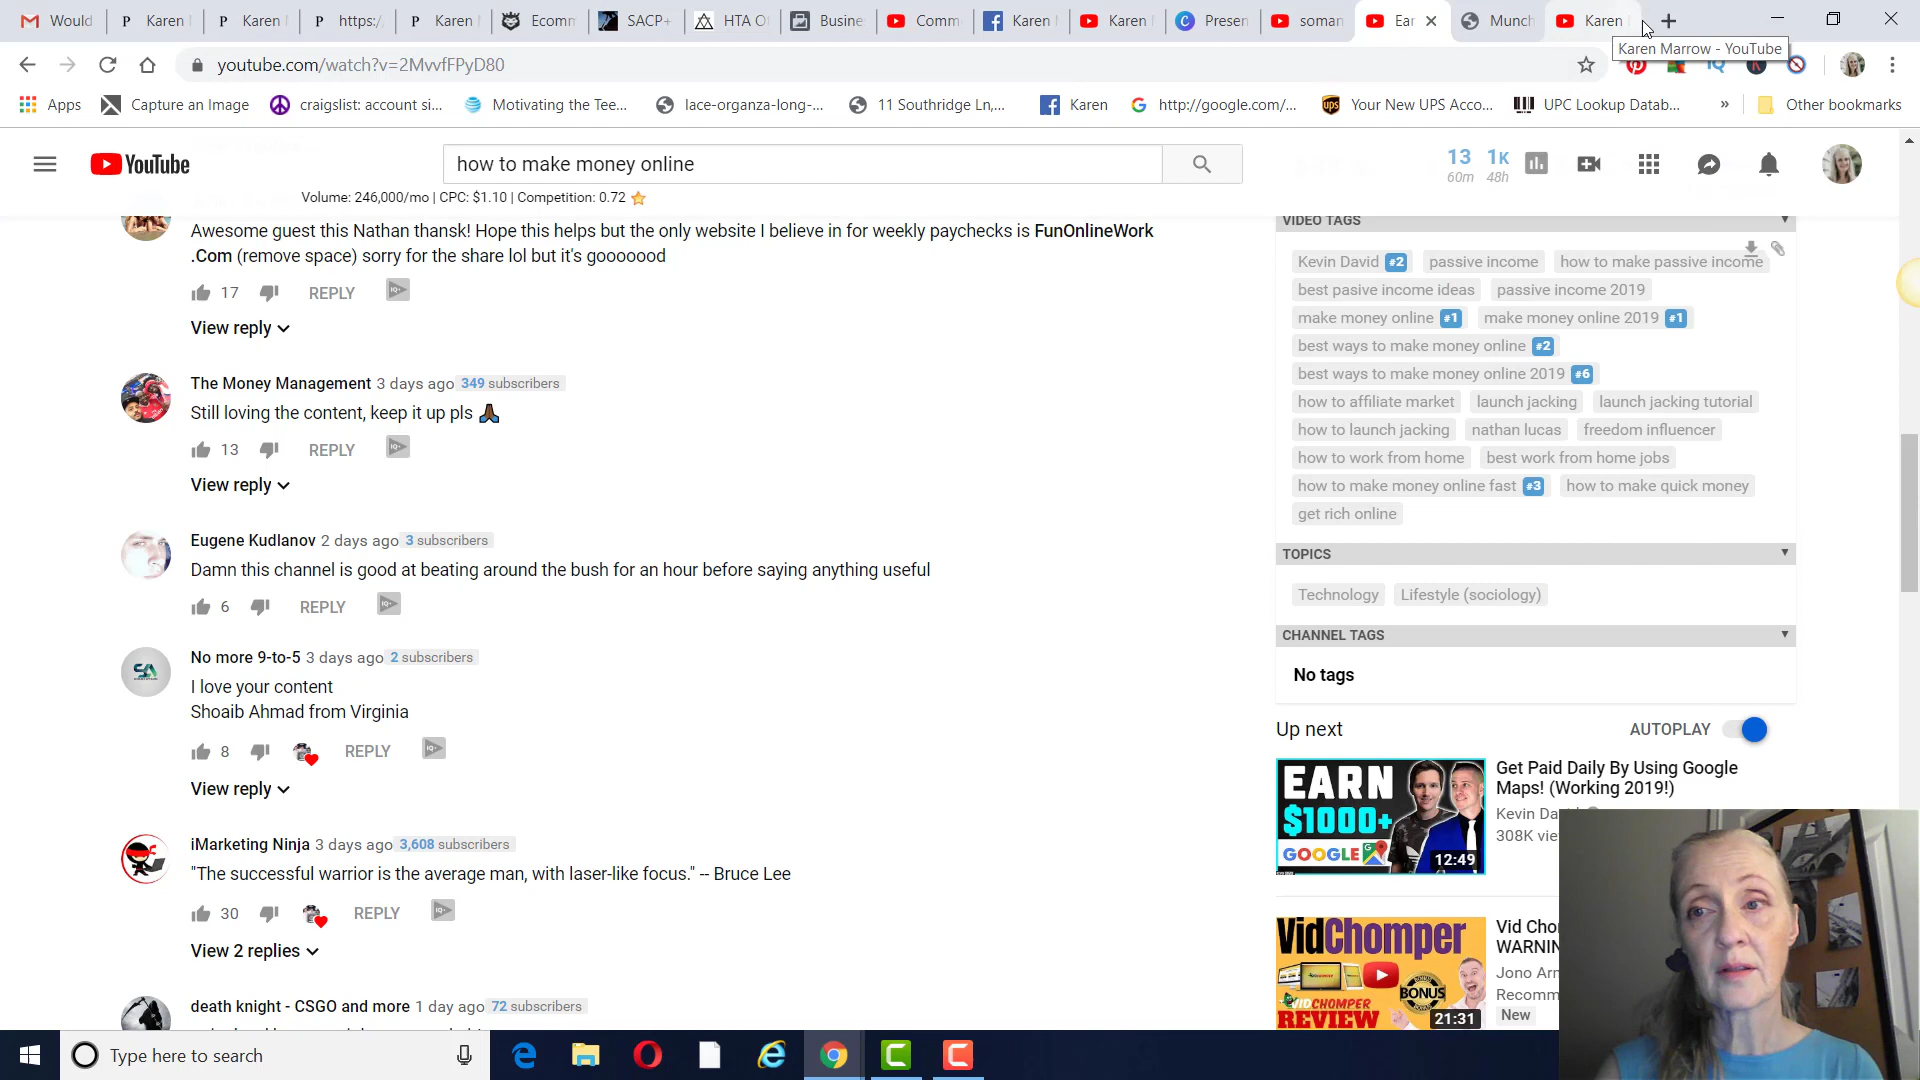 Would
Karen
Karen
https:/
Karen
Ecomm
SACP+
HTA O
Busine
Comm
Karen
Karen
Presen
soman
Ear
Munch
Karen
Karen Marrow - YouTube
youtube.com/watch?v=2MvvfFPyD80
Apps
Capture an Image
craigslist: account si...
Motivating the Tee...
lace-organza-long-...
11 Southridge Ln,...
Karen
http://google.com/...
Your New UPS Acco...
UPC Lookup Datab...
»
Other bookmarks
YouTube
how to make money online
13
60m
1K
48h
Volume: 246,000/mo | CPC: $1.10 | Competition: 0.72
Awesome guest this Nathan thansk! Hope this helps but the only website I believe in for weekly paychecks is FunOnlineWork
.Com (remove space) sorry for the share lol but it's gooooood
17 REPLY
View reply
The Money Management 3 days ago 349 subscribers
Still loving the content, keep it up pls
13 REPLY
View reply
Eugene Kudlanov 2 days ago 3 subscribers
Damn this channel is good at beating around the bush for an hour before saying anything useful
6 REPLY
No more 9-to-5 3 days ago 2 subscribers
I love your content
Shoaib Ahmad from Virginia
8 REPLY
View reply
iMarketing Ninja 3 days ago 3,608 subscribers
"The successful warrior is the average man, with laser-like focus." -- Bruce Lee
30 REPLY
View 2 replies
death knight - CSGO and more 1 day ago 72 subscribers
VIDEO TAGS
Kevin David #2 passive income how to make passive income
best pasive income ideas passive income 2019
make money online #1 make money online 2019 #1
best ways to make money online #2
best ways to make money online 2019 #6
how to affiliate market launch jacking launch jacking tutorial
how to launch jacking nathan lucas freedom influencer
how to work from home best work from home jobs
how to make money online fast #3 how to make quick money
get rich online
TOPICS
Technology Lifestyle (sociology)
CHANNEL TAGS
No tags
Up next AUTOPLAY
EARN
$1000+
GOOGLE
12:49
Get Paid Daily By Using Google
Maps! (Working 2019!)
Kevin Da
308K vie
VidChomper
BONUS
VIDCHOMPER
REVIEW
21:31
Vid Cho
WARNIN
Jono Arm
Recomm
New
Type here to search